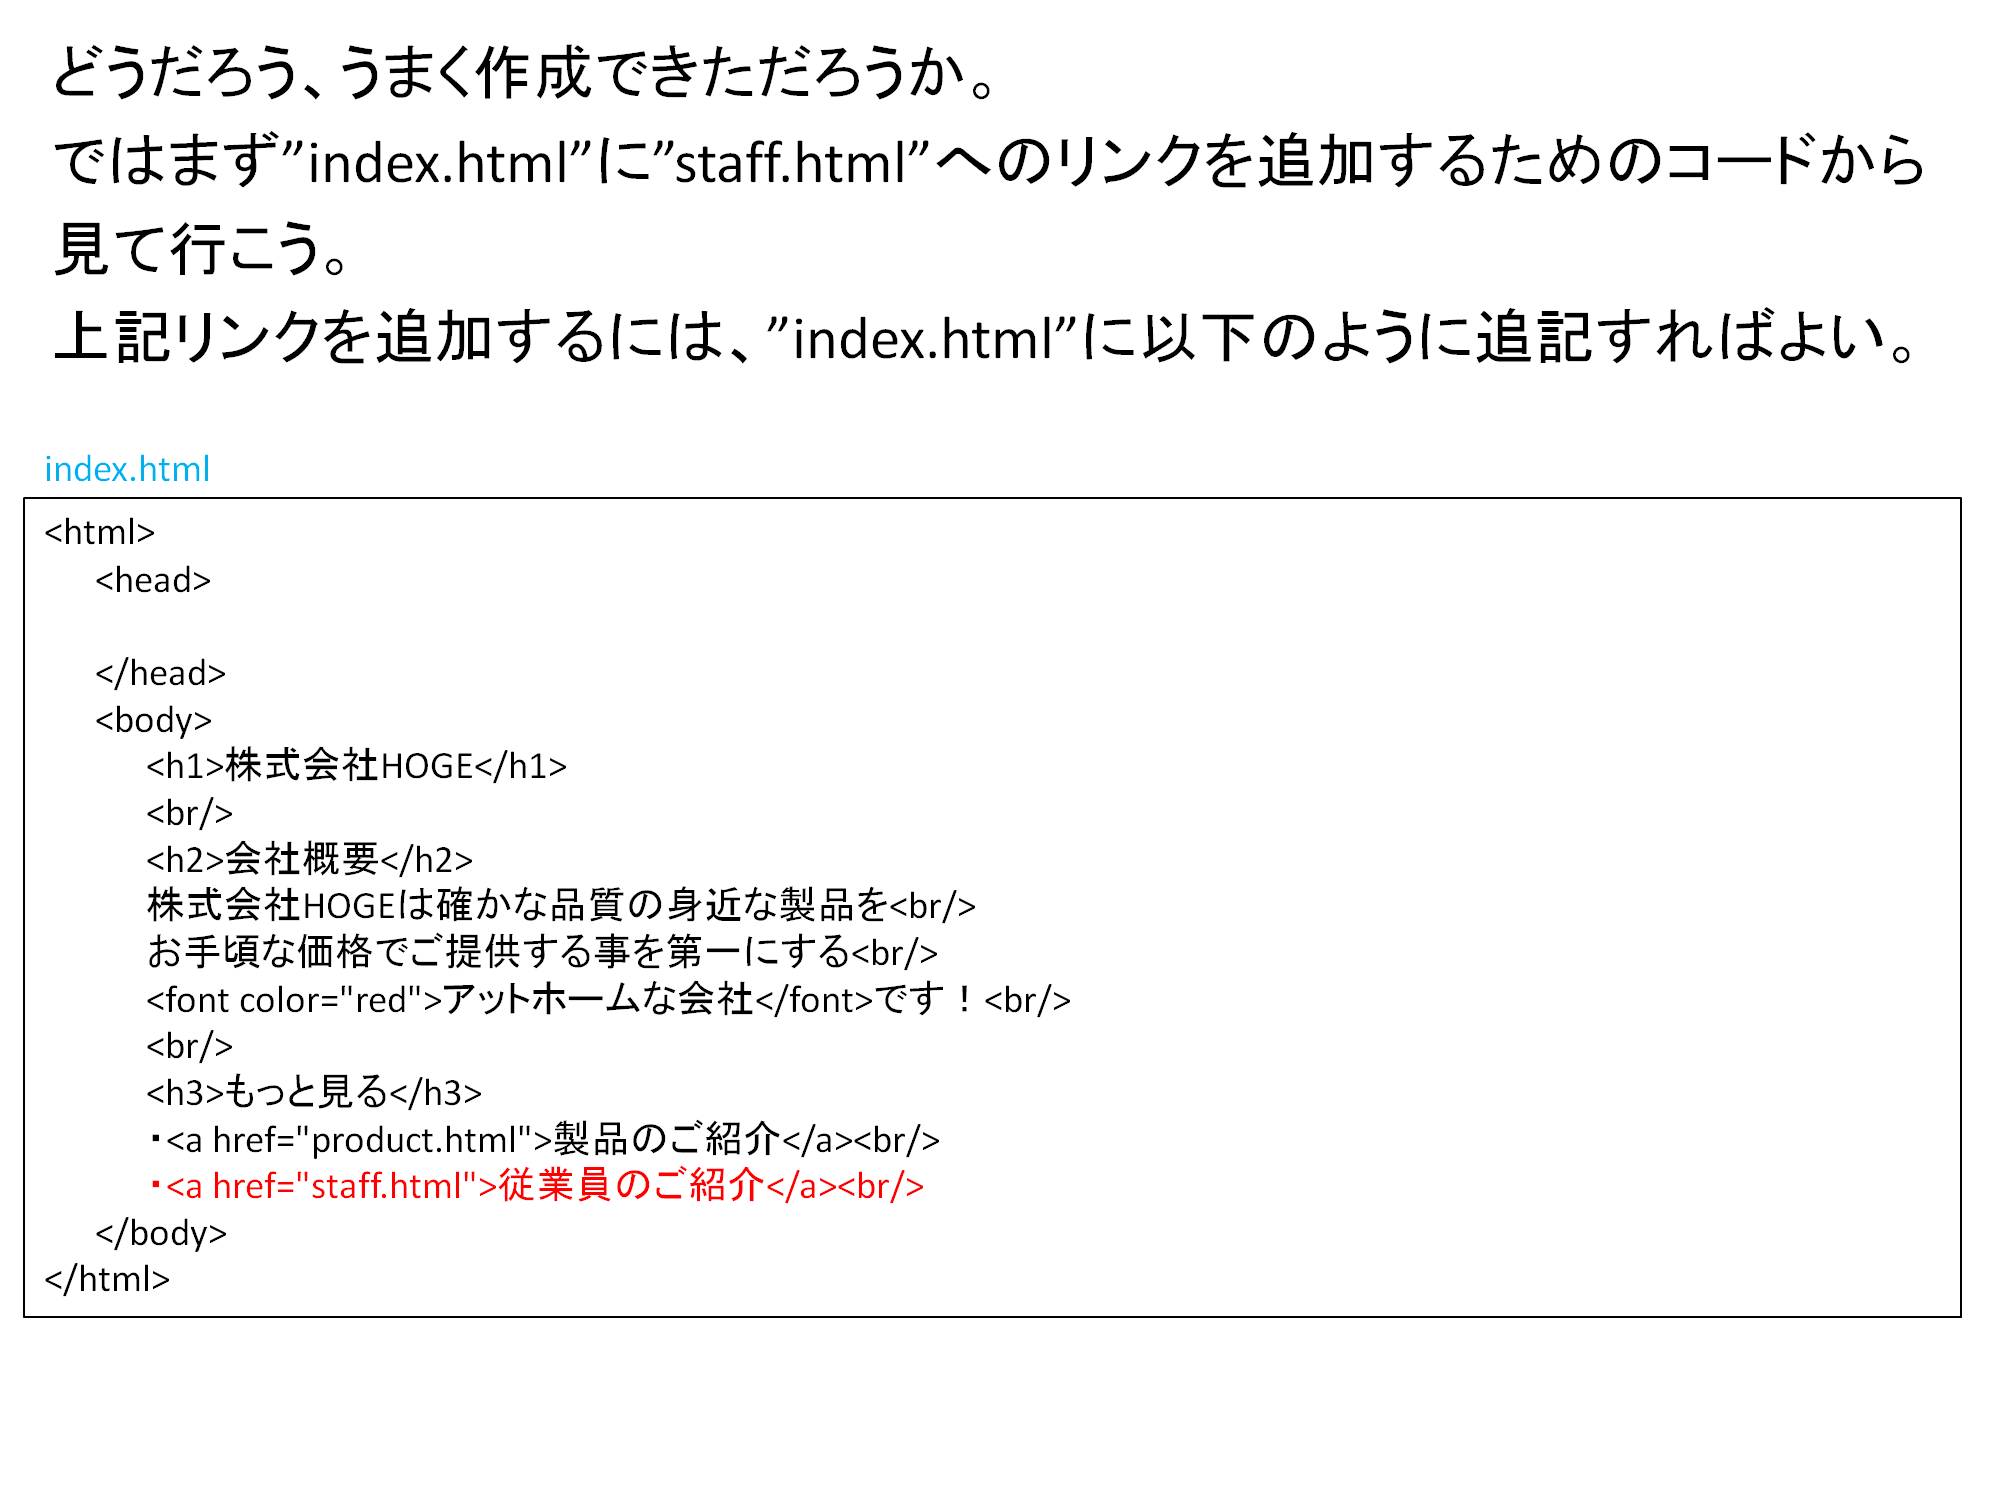 どうだろう、うまく作成できただろうか。
ではまず”index.html”に”staff.html”へのリンクを追加するためのコードから
見て行こう。
上記リンクを追加するには、”index.html”に以下のように追記すればよい。
index.html
<html>
<head>
</head>
<body>
<h1>株式会社HOGE</h1>
<br/>
<h2>会社概要</h2>
株式会社HOGEは確かな品質の身近な製品を<br/>
お手頃な価格でご提供する事を第一にする<br/>
<font color="red">アットホームな会社</font>です！<br/>
<br/>
<h3>もっと見る</h3>
・<a href="product.html">製品のご紹介</a><br/>
・<a href="staff.html">従業員のご紹介</a><br/>
</body>
</html>